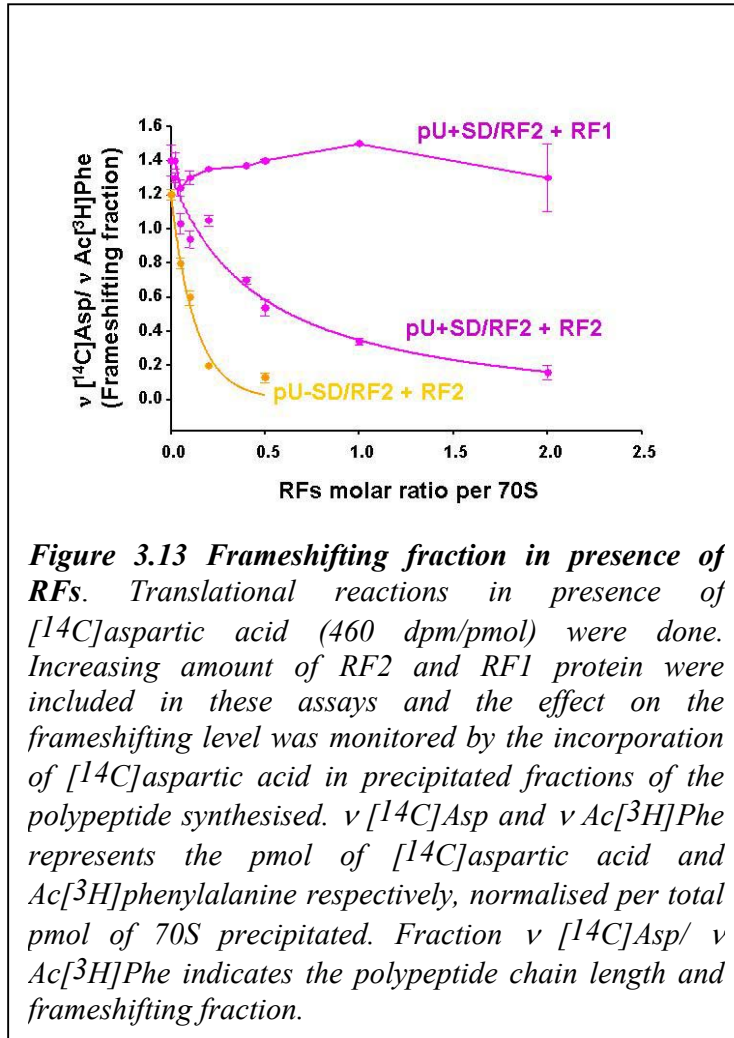 ν [14C]Asp/ ν Ac[3H]Phe
(Frameshifting fraction)
1.6
1.4
1.2
1.0
0.8
0.6
0.4
0.2
0.0
pU+SD/RF2 + RF1
pU+SD/RF2 + RF2
pU-SD/RF2 + RF2
0.0 0.5 1.0 1.5 2.0 2.5
RFs molar ratio per 70S
Figure 3.13 Frameshifting fraction in presence of
RFs. Translational reactions in presence of
[14C]aspartic acid (460 dpm/pmol) were done.
Increasing amount of RF2 and RF1 protein were
included in these assays and the effect on the
frameshifting level was monitored by the incorporation
of [14C]aspartic acid in precipitated fractions of the
polypeptide synthesised. ν [14C]Asp and ν Ac[3H]Phe
represents the pmol of [14C]aspartic acid and
Ac[3H]phenylalanine respectively, normalised per total
pmol of 70S precipitated. Fraction ν [14C]Asp/ ν
Ac[3H]Phe indicates the polypeptide chain length and
frameshifting fraction.